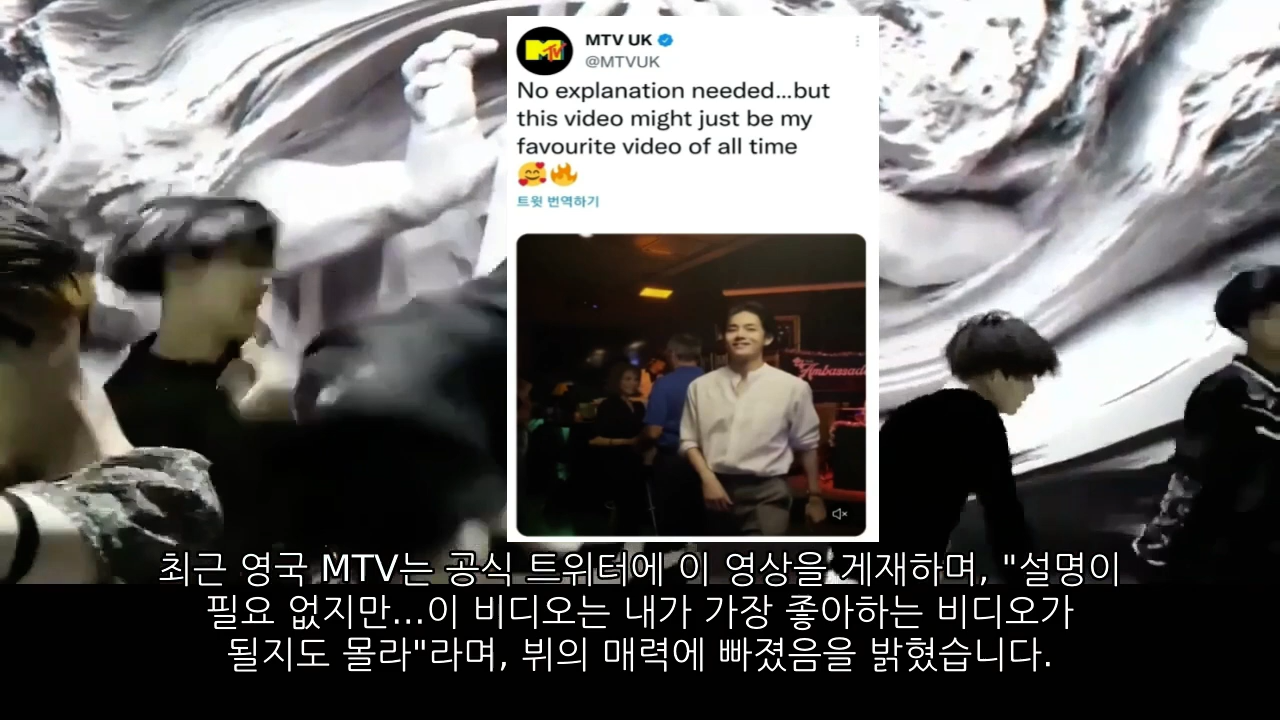 MTV UK
@MTVUK
No explanation needed...but
this video might just be my
favourite video of all time
🥰🔥
트윗 번역하기
Ambassad
최근 영국 MTV는 공식 트위터에 이 영상을 게재하며, "설명이
필요 없지만...이 비디오는 내가 가장 좋아하는 비디오가
될지도 몰라"라며, 뷔의 매력에 빠졌음을 밝혔습니다.